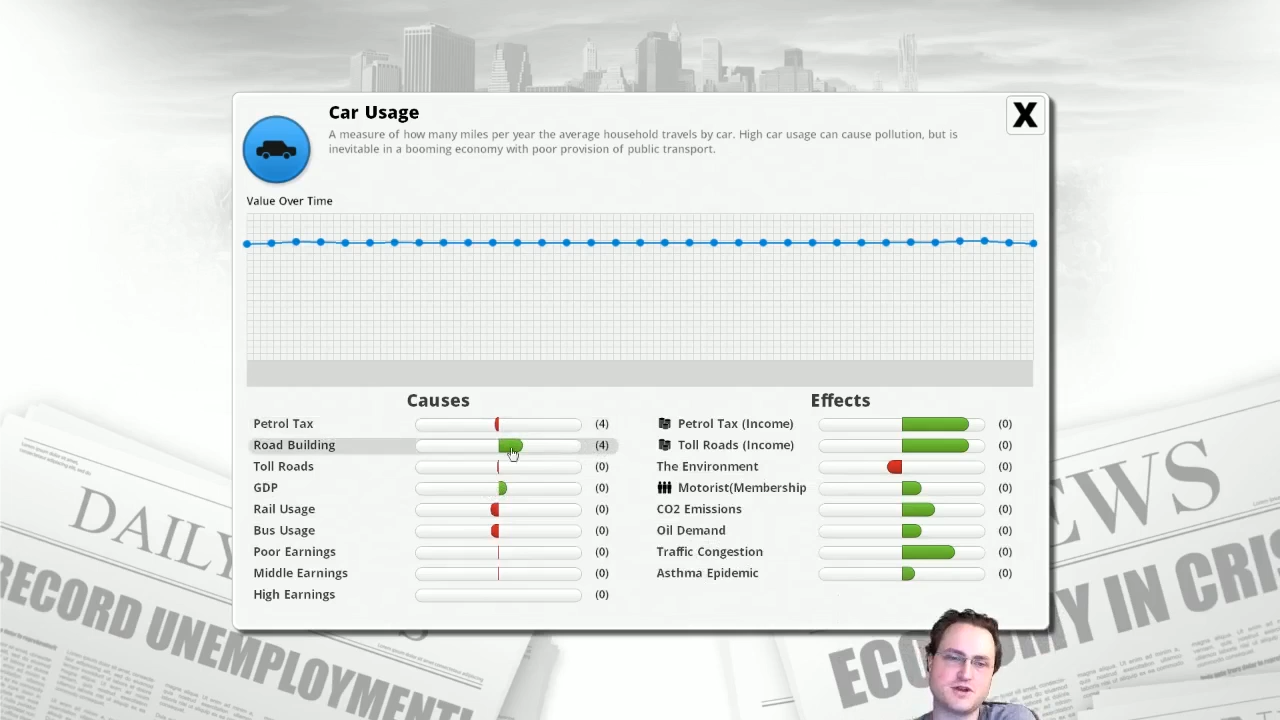 Car Usage
A measure of how many miles per year the average household travels by car. High car usage can cause pollution, but is
inevitable in a booming economy with poor provision of public transport.
X
Value Over Time
Causes
Effects
Petrol Tax (4)
Petrol Tax (Income) (0)
Road Building (4)
Toll Roads (Income) (0)
Toll Roads (0)
The Environment (0)
GDP (0)
Motorist(Membership (0)
Rail Usage (0)
CO2 Emissions (0)
Bus Usage (0)
Oil Demand (0)
Poor Earnings (0)
Traffic Congestion (0)
Middle Earnings (0)
Asthma Epidemic (0)
High Earnings (0)
DAILY
RECORD UNEMPLOYMENT!
EWS
ECONOMY IN CRIS